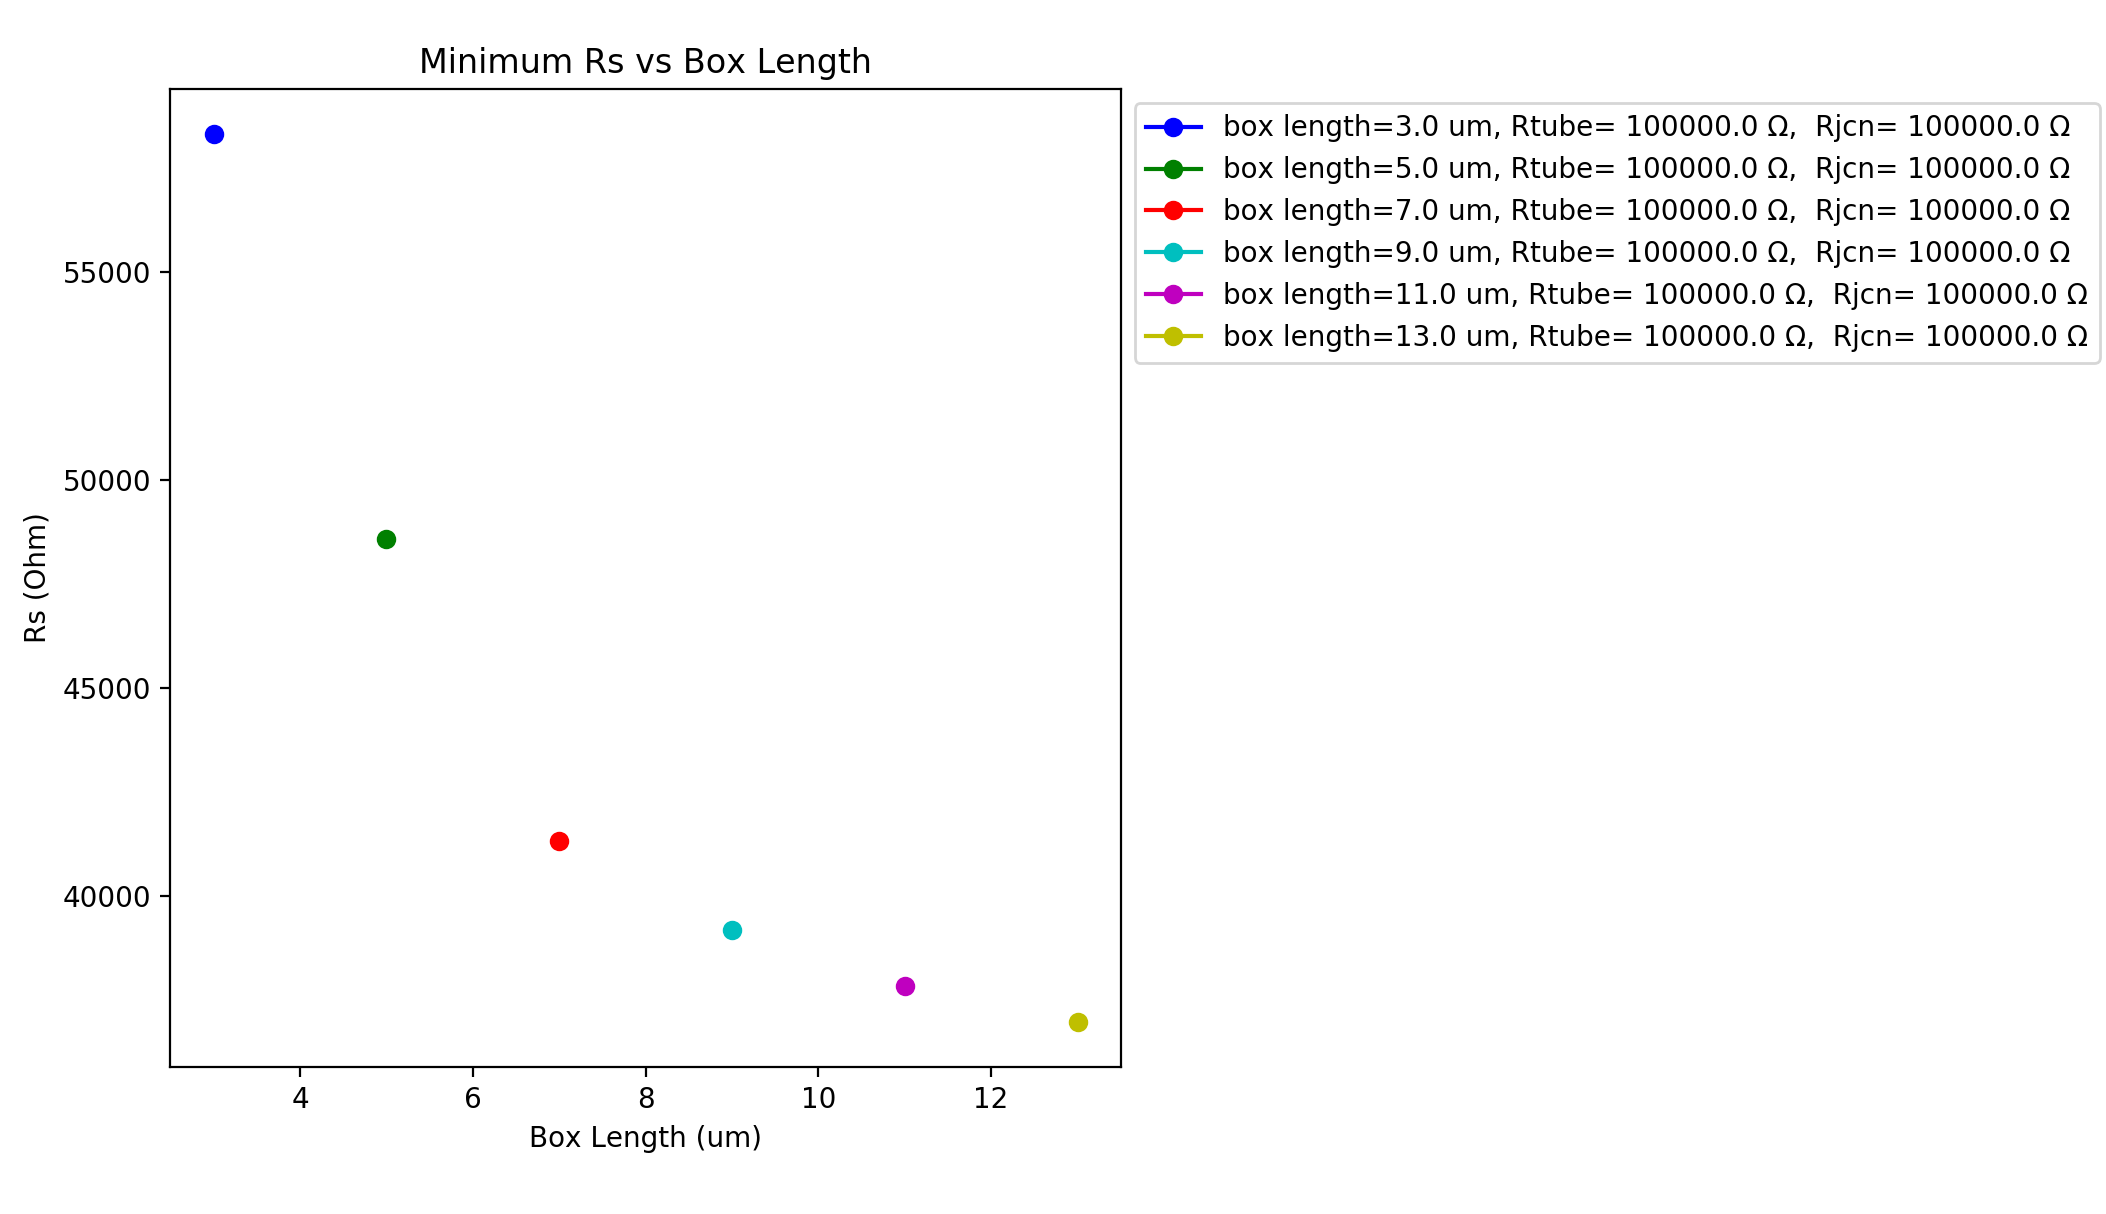 Minimum Rs vs Box Length
box length=3.0 um, Rtube= 100000.0 Ω,  Rjcn= 100000.0 Ω
box length=5.0 um, Rtube= 100000.0 Ω,  Rjcn= 100000.0 Ω
box length=7.0 um, Rtube= 100000.0 Ω,  Rjcn= 100000.0 Ω
box length=9.0 um, Rtube= 100000.0 Ω,  Rjcn= 100000.0 Ω
box length=11.0 um, Rtube= 100000.0 Ω,  Rjcn= 100000.0 Ω
box length=13.0 um, Rtube= 100000.0 Ω,  Rjcn= 100000.0 Ω
55000
50000
45000
40000
Rs (Ohm)
4 6 8 10 12
Box Length (um)